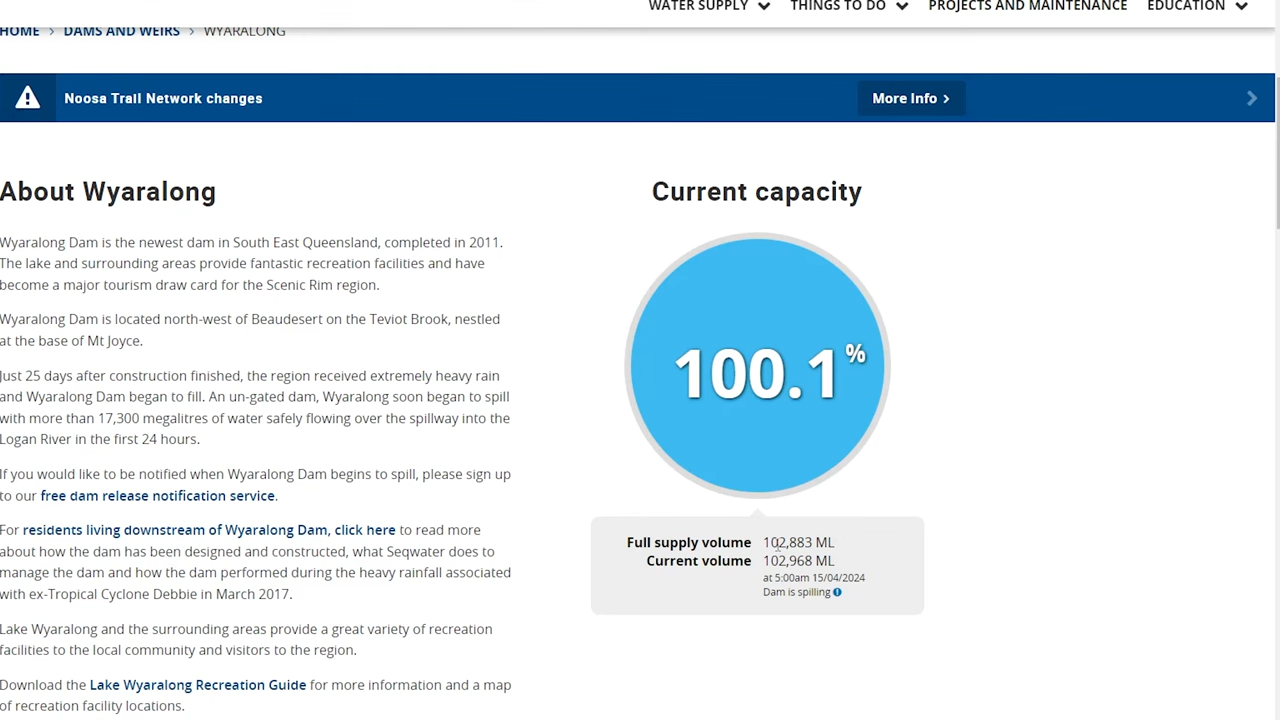 WATER SUPPLY THINGS TO DO PROJECTS AND MAINTENANCE EDUCATION
HOME > DAMS AND WEIRS > WYARALONG
Noosa Trail Network changes More Info >
About Wyaralong
Wyaralong Dam is the newest dam in South East Queensland, completed in 2011.
The lake and surrounding areas provide fantastic recreation facilities and have
become a major tourism draw card for the Scenic Rim region.
Wyaralong Dam is located north-west of Beaudesert on the Teviot Brook, nestled
at the base of Mt Joyce.
Just 25 days after construction finished, the region received extremely heavy rain
and Wyaralong Dam began to fill. An un-gated dam, Wyaralong soon began to spill
with more than 17,300 megalitres of water safely flowing over the spillway into the
Logan River in the first 24 hours.
If you would like to be notified when Wyaralong Dam begins to spill, please sign up
to our free dam release notification service.
For residents living downstream of Wyaralong Dam, click here to read more
about how the dam has been designed and constructed, what Seqwater does to
manage the dam and how the dam performed during the heavy rainfall associated
with ex-Tropical Cyclone Debbie in March 2017.
Lake Wyaralong and the surrounding areas provide a great variety of recreation
facilities to the local community and visitors to the region.
Download the Lake Wyaralong Recreation Guide for more information and a map
of recreation facility locations.
Current capacity
100.1%
Full supply volume 102,883 ML
Current volume 102,968 ML
at 5:00am 15/04/2024
Dam is spilling